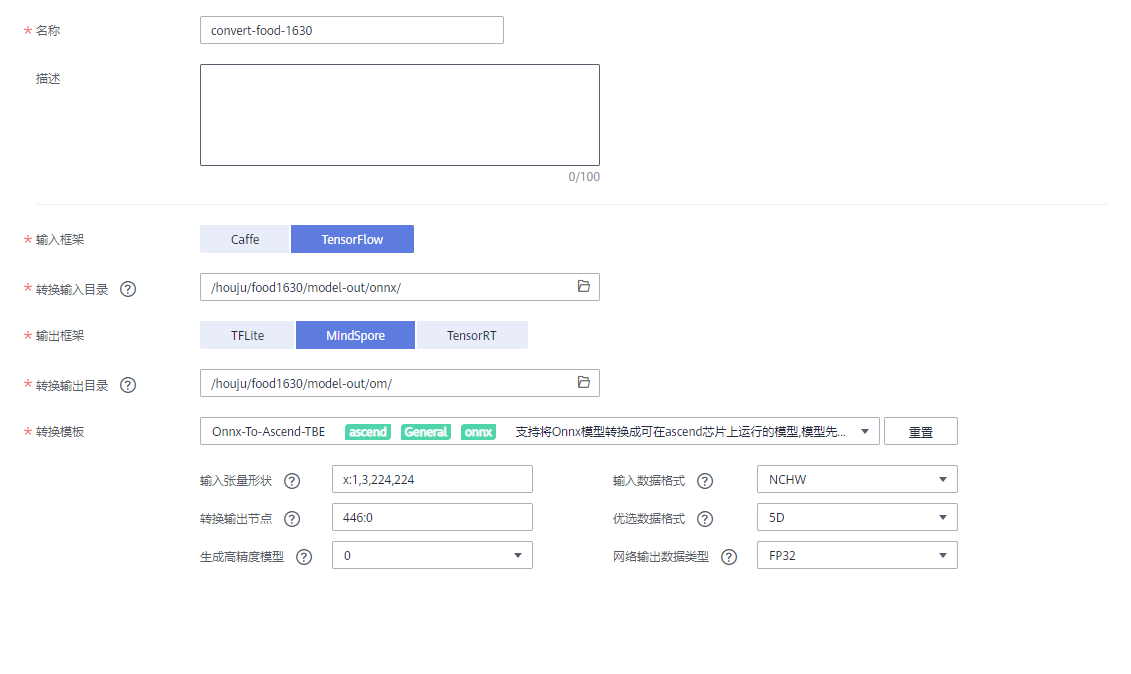 * 名称 convert-food-1630
描述
0/100
* 输入框架 Caffe TensorFlow
* 转换输入目录 ? /houju/food1630/model-out/onnx/
* 输出框架 TFLite MindSpore TensorRT
* 转换输出目录 ? /houju/food1630/model-out/om/
* 转换模板 Onnx-To-Ascend-TBE ascend General onnx 支持将Onnx模型转换成可在ascend芯片上运行的模型,模型先... 重置
输入张量形状 ? x:1,3,224,224 输入数据格式 ? NCHW
转换输出节点 ? 446:0 优选数据格式 ? 5D
生成高精度模型 ? 0 网络输出数据类型 ? FP32